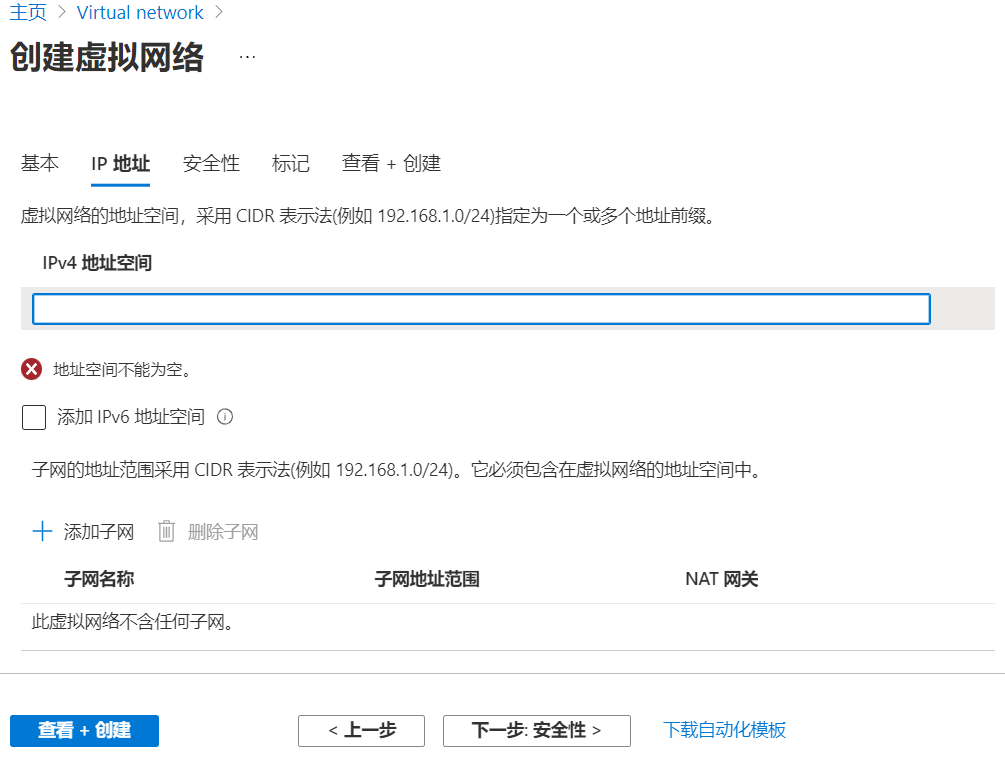 主页 > Virtual network >
创建虚拟网络 ...
基本 IP 地址 安全性 标记 查看 + 创建
虚拟网络的地址空间，采用 CIDR 表示法(例如 192.168.1.0/24)指定为一个或多个地址前缀。
IPv4 地址空间
地址空间不能为空。
添加 IPv6 地址空间
子网的地址范围采用 CIDR 表示法(例如 192.168.1.0/24)。它必须包含在虚拟网络的地址空间中。
添加子网 删除子网
子网名称 子网地址范围 NAT 网关
此虚拟网络不含任何子网。
查看 + 创建 < 上一步 下一步: 安全性 > 下载自动化模板